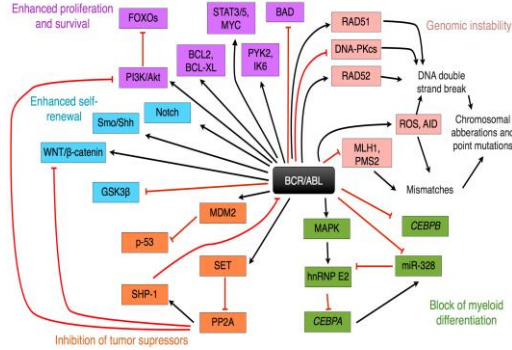 Enhanced proliferation
and survival
FOXOs
STAT3/5,
MYC
BAD
RAD51
Genomic instability
DNA-PKcs
BCL2,
BCL-XL
PYK2,
IK6
PI3K/Akt
RAD52
DNA double
strand break
Enhanced self-
renewal
Notch
Smo/Shh
ROS, AID
Chromosomal
abberations and
point mutations
WNT/β-catenin
MLH1,
PMS2
BCR/ABL
Mismatches
GSK3β
MDM2
MAPK
CEBPB
p-53
SET
hnRNP E2
miR-328
SHP-1
PP2A
CEBPA
Block of myeloid
differentiation
Inhibition of tumor supressors